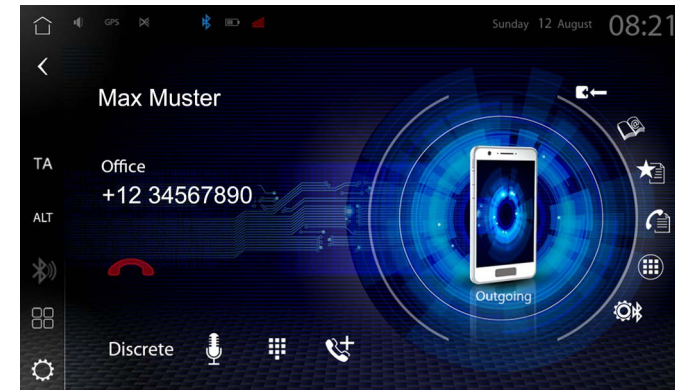 GPS
Sunday 12 August 08:21
Max Muster
TA
Office
+12 34567890
ALT
Outgoing
Discrete